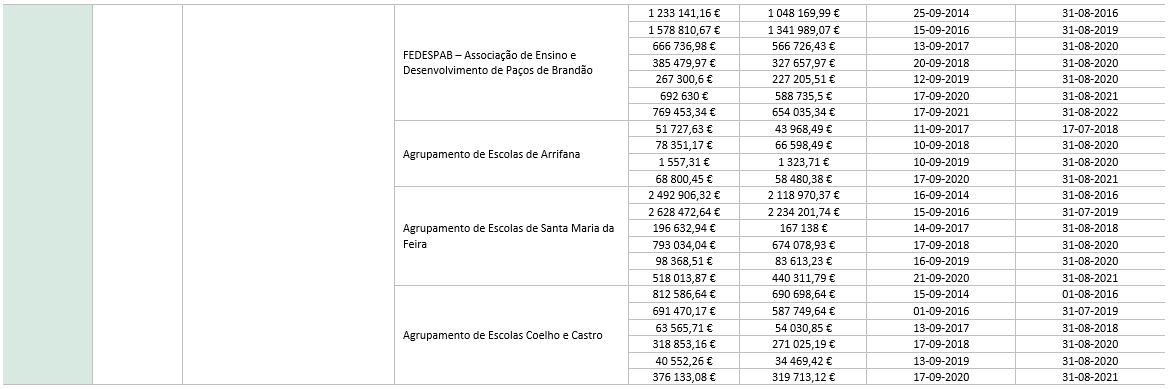 1 233 141,16 € 1 048 169,99 € 25-09-2014 31-08-2016
1 578 810,67 € 1 341 989,07 € 15-09-2016 31-08-2019
FEDESPAB – Associação de Ensino e
Desenvolvimento de Paços de Brandão
666 736,98 € 566 726,43 € 13-09-2017 31-08-2020
385 479,97 € 327 657,97 € 20-09-2018 31-08-2020
267 300,6 € 227 205,51 € 12-09-2019 31-08-2020
692 630 € 588 735,5 € 17-09-2020 31-08-2021
769 453,34 € 654 035,34 € 17-09-2021 31-08-2022
51 727,63 € 43 968,49 € 11-09-2017 17-07-2018
78 351,17 € 66 598,49 € 10-09-2018 31-08-2020
Agrupamento de Escolas de Arrifana
1 557,31 € 1 323,71 € 10-09-2019 31-08-2020
68 800,45 € 58 480,38 € 17-09-2020 31-08-2021
2 492 906,32 € 2 118 970,37 € 16-09-2014 31-08-2016
2 628 472,64 € 2 234 201,74 € 15-09-2016 31-07-2019
Agrupamento de Escolas de Santa Maria da
Feira
196 632,94 € 167 138 € 14-09-2017 31-08-2018
793 034,04 € 674 078,93 € 17-09-2018 31-08-2020
98 368,51 € 83 613,23 € 16-09-2019 31-08-2020
518 013,87 € 440 311,79 € 21-09-2020 31-08-2021
812 586,64 € 690 698,64 € 15-09-2014 01-08-2016
691 470,17 € 587 749,64 € 01-09-2016 31-07-2019
63 565,71 € 54 030,85 € 13-09-2017 31-08-2018
Agrupamento de Escolas Coelho e Castro
318 853,16 € 271 025,19 € 17-09-2018 31-08-2020
40 552,26 € 34 469,42 € 13-09-2019 31-08-2020
376 133,08 € 319 713,12 € 17-09-2020 31-08-2021